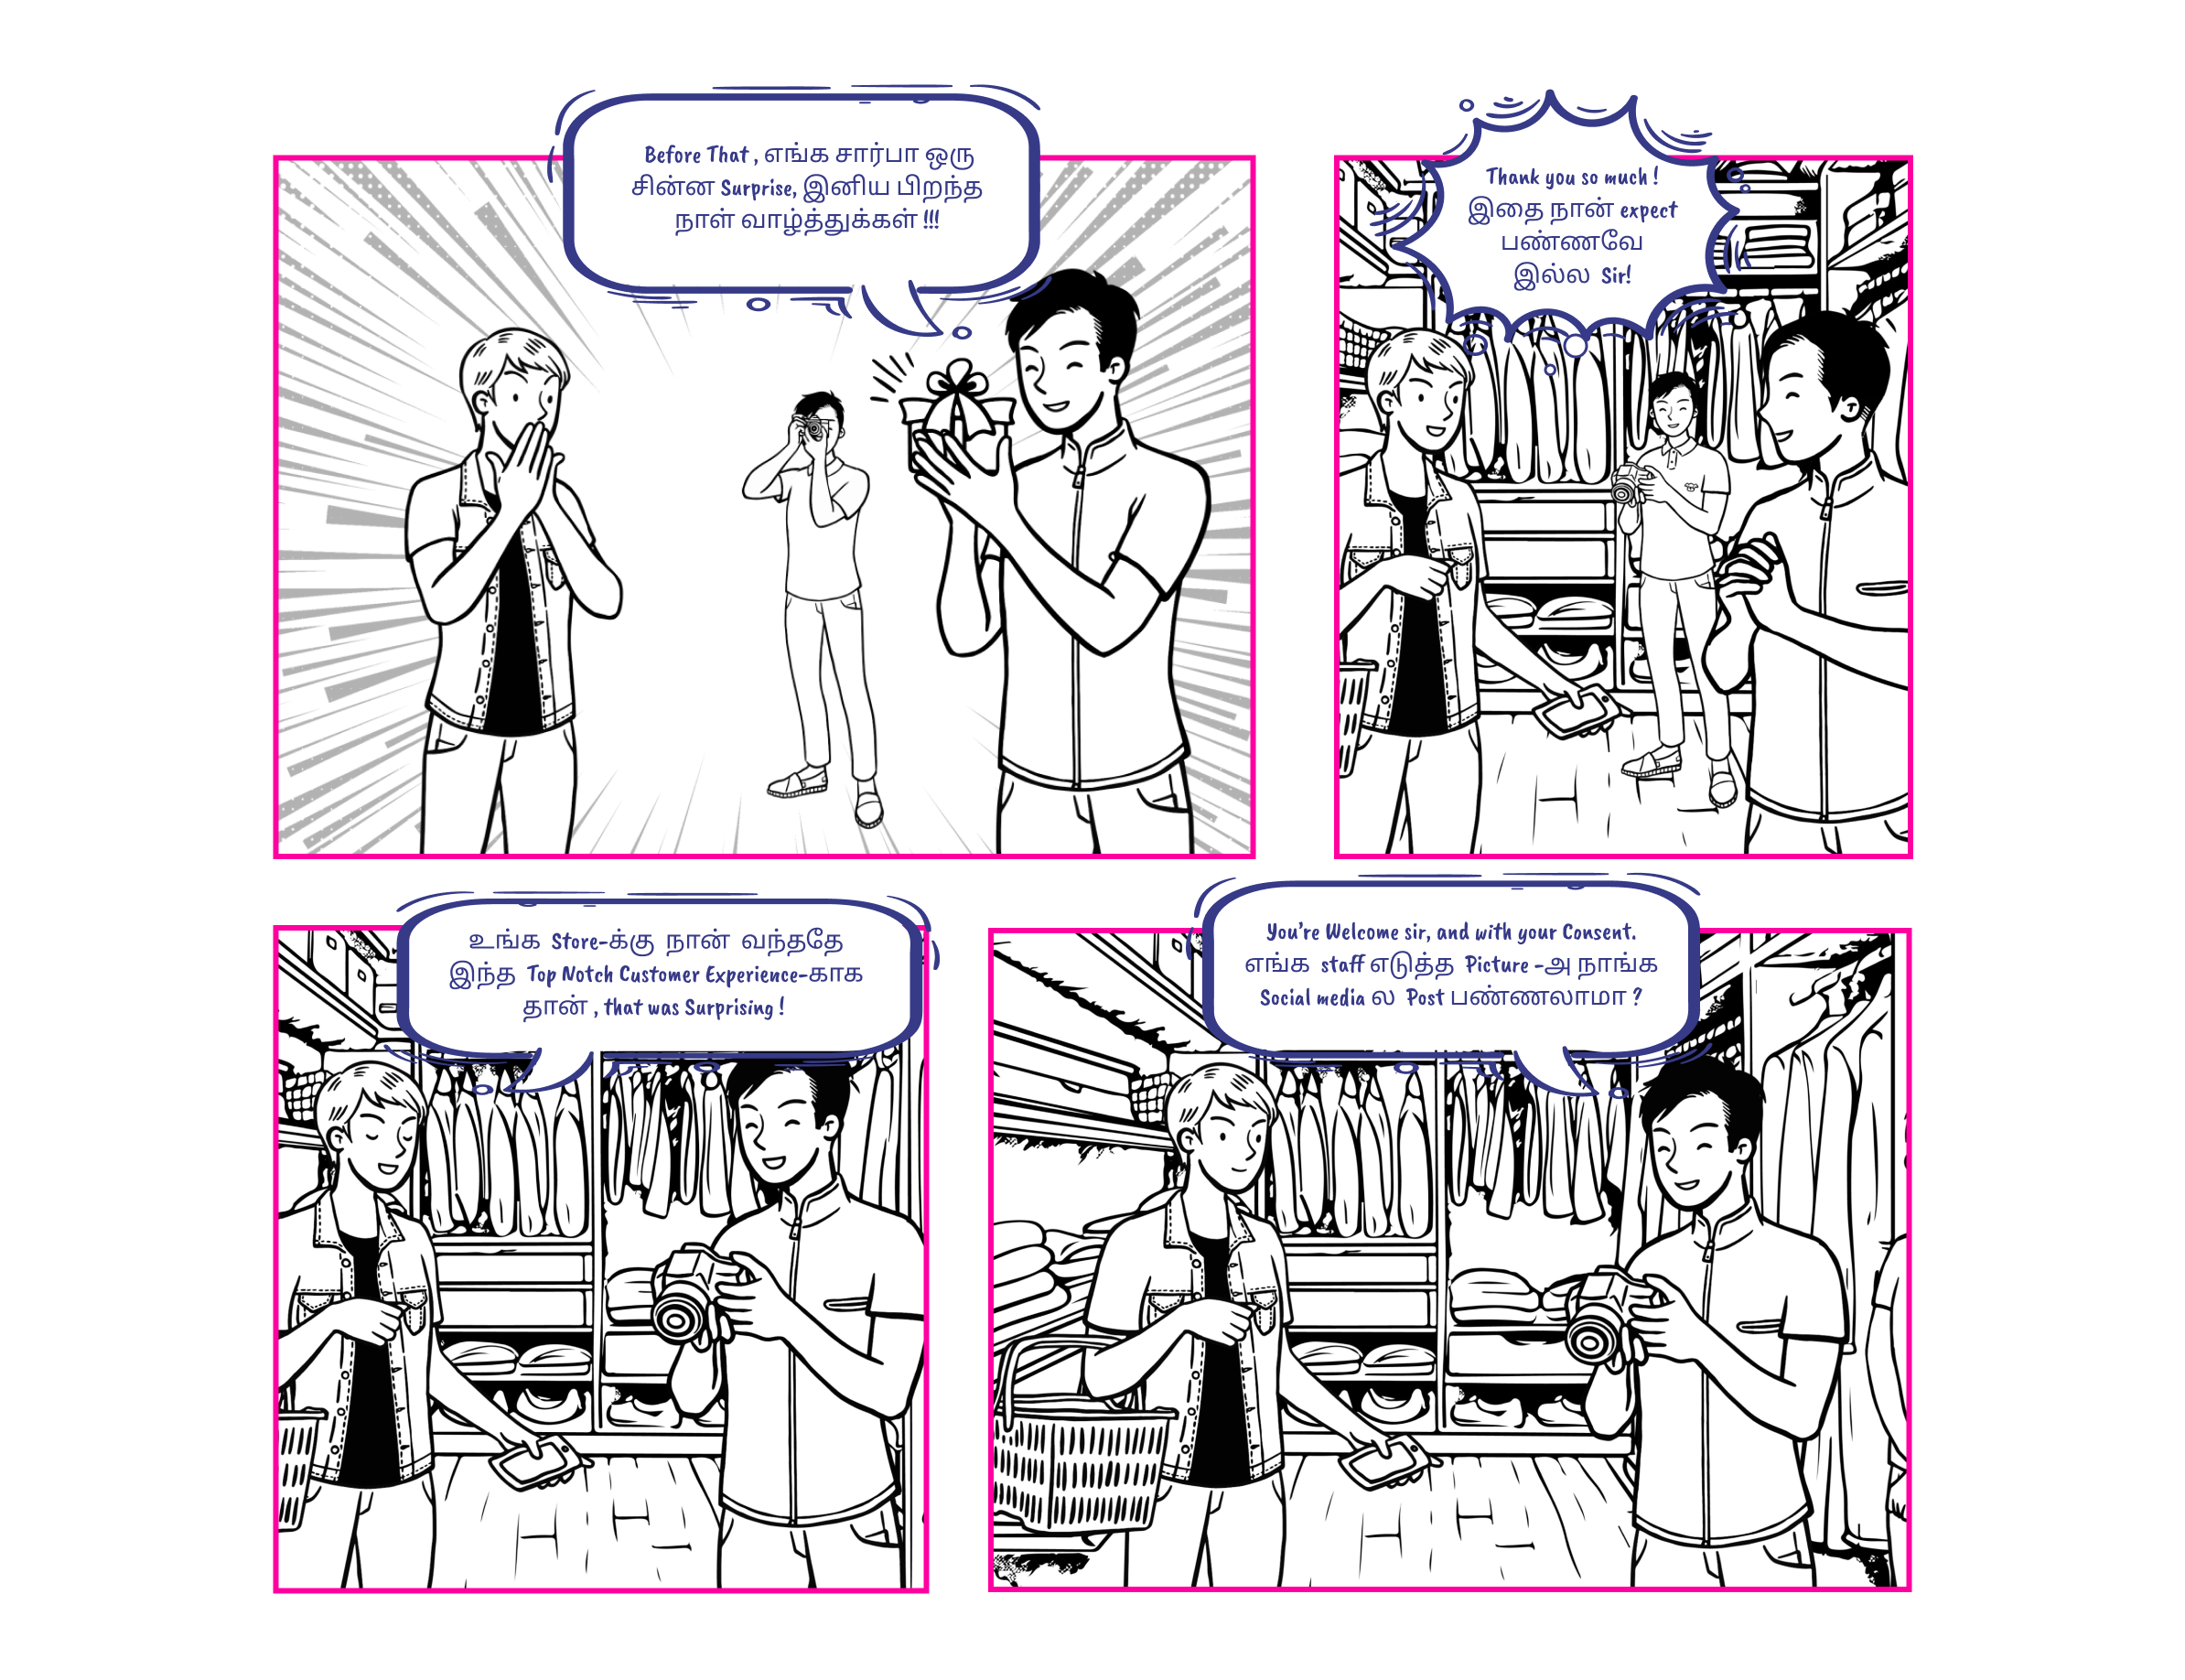 Before That , எங்க சார்பா ஒரு
சின்ன Surprise, இனிய பிறந்த
நாள் வாழ்த்துக்கள் !!!
Thank you so much !
இதை நான் expect
பண்ணவே
இல்ல Sir!
உங்க Store-க்கு நான் வந்ததே
இந்த Top Notch Customer Experience-காக
தான் , that was Surprising !
You're Welcome sir, and with your Consent.
எங்க staff எடுத்த Picture -அ நாங்க
Social media ல Post பண்ணலாமா ?